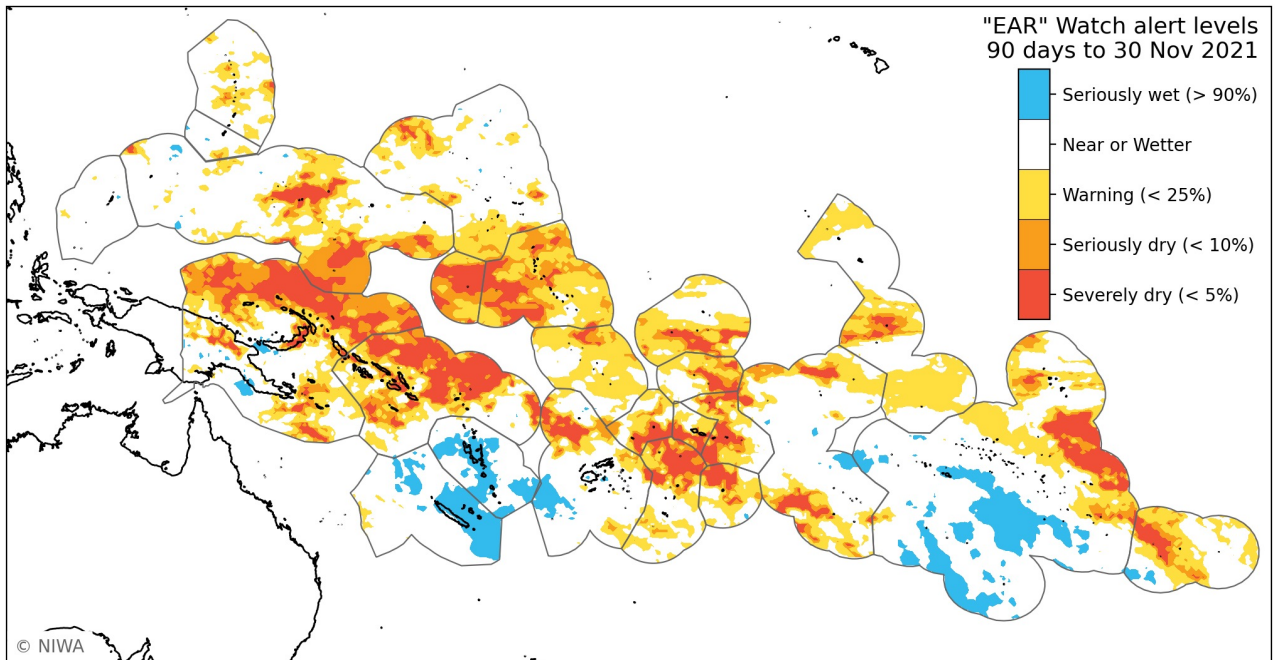 "EAR" Watch alert levels
90 days to 30 Nov 2021
Seriously wet (> 90%)
Near or Wetter
Warning (< 25%)
Seriously dry (< 10%)
Severely dry (< 5%)
© NIWA